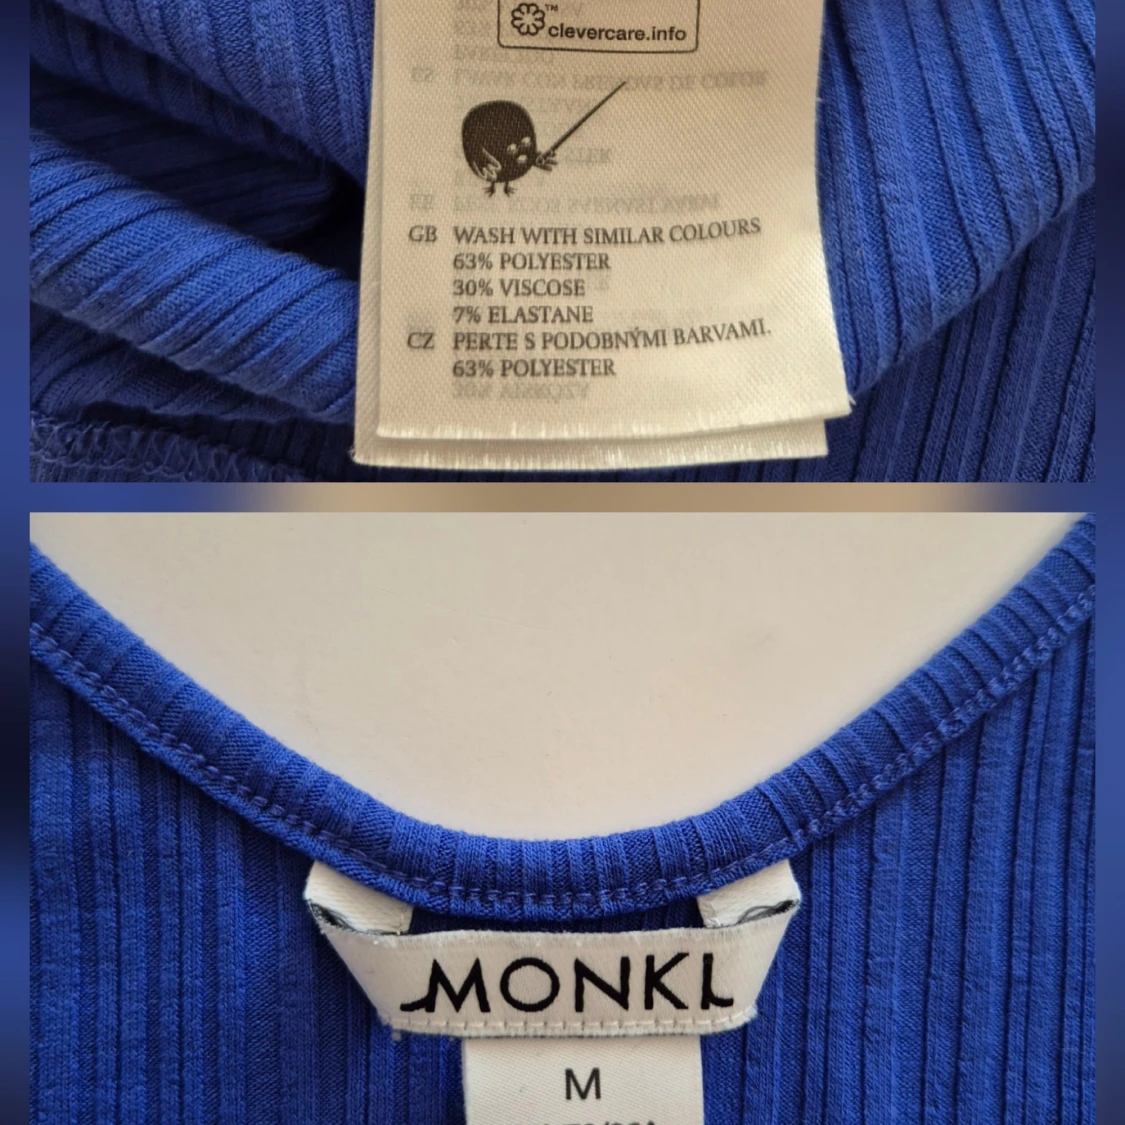 ™
clevercare.info
GB WASH WITH SIMILAR COLOURS
63% POLYESTER
30% VISCOSE
7% ELASTANE
CZ PERTE S PODOBNÝMI BARVAMI.
63% POLYESTER
MONKI
M